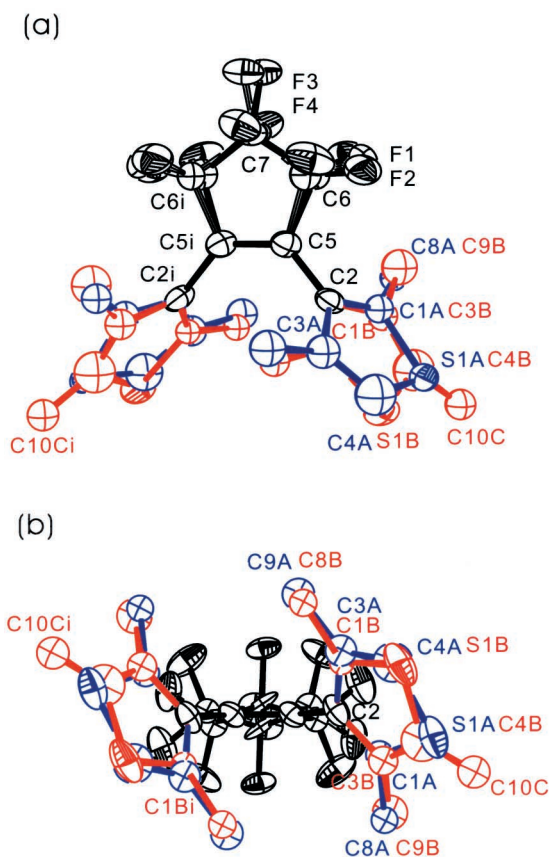 (a)
F3
F4
F1
C7
F2
C6i
C6
C5i
C5
C8A C9B
C2i
C2
C1A C3B
C3A
C1B
S1A C4B
C10Ci
C4A
S1B
C10C
(b)
C9A C8B
C10Ci
C3A
C1B
C4A S1B
C2
S1A C4B
C3B
C1A
C1Bi
C10C
C8A
C9B